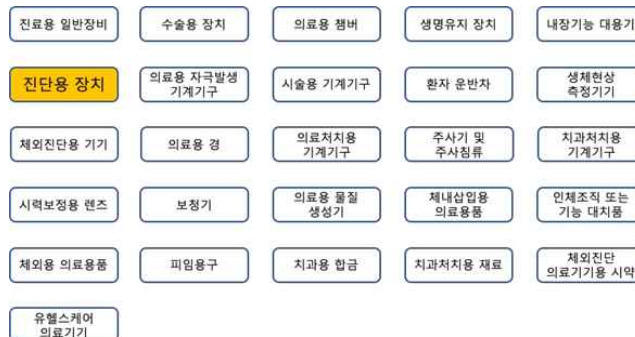 진료용 일반장비
수술용 장치
의료용 챔버
생명유지 장치
내장기능 대용기
진단용 장치
의료용 자극발생
기계기구
시술용 기계기구
환자 운반차
생체현상
측정기기
체외진단용 기기
의료용 경
의료처치용
기계기구
주사기 및
주사침류
치과처치용
기계기구
시력보정용 렌즈
보청기
의료용 물질
생성기
체내삽입용
의료용품
인체조직 또는
기능 대치품
체외용 의료용품
피임용구
치과용 합금
치과처치용 재료
체외진단
의료기기용 시약
유헬스케어
의료기기